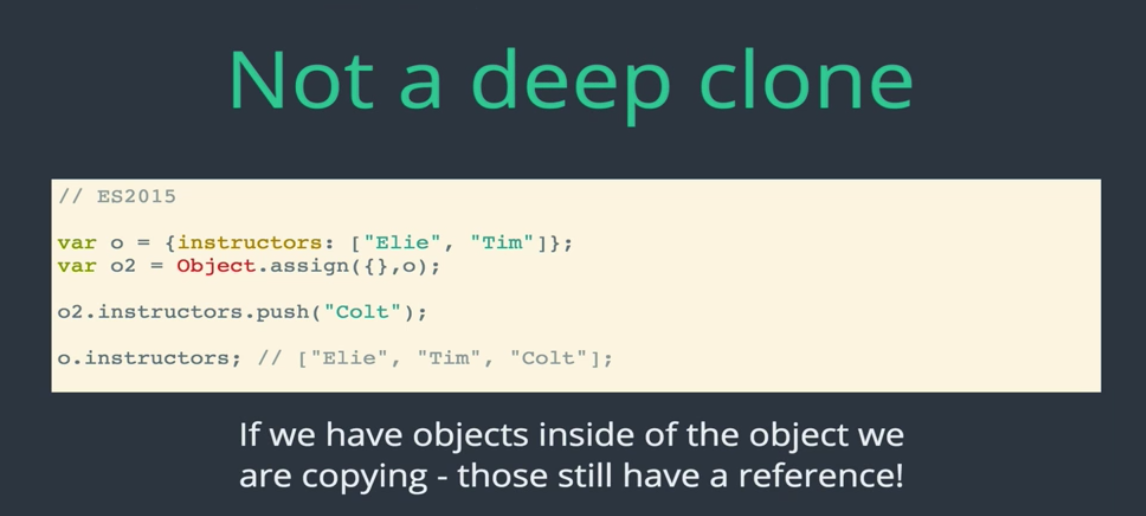 Not a deep clone
// ES2015
var o = {instructors: ["Elie", "Tim"]};
var o2 = Object.assign({},o);
o2.instructors.push("Colt");
o.instructors; // ["Elie", "Tim", "Colt"];
If we have objects inside of the object we
are copying - those still have a reference!